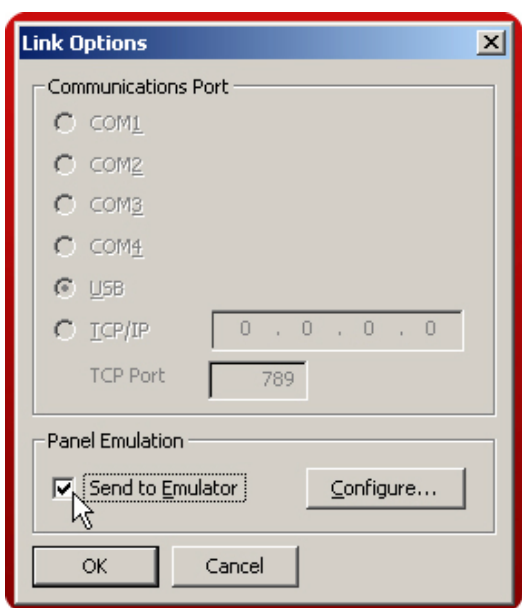 Link Options
Communications Port
COM1
COM2
COM3
COM4
USB
TCP/IP 0 . 0 . 0 . 0
TCP Port 789
Panel Emulation
Send to Emulator Configure...
OK Cancel